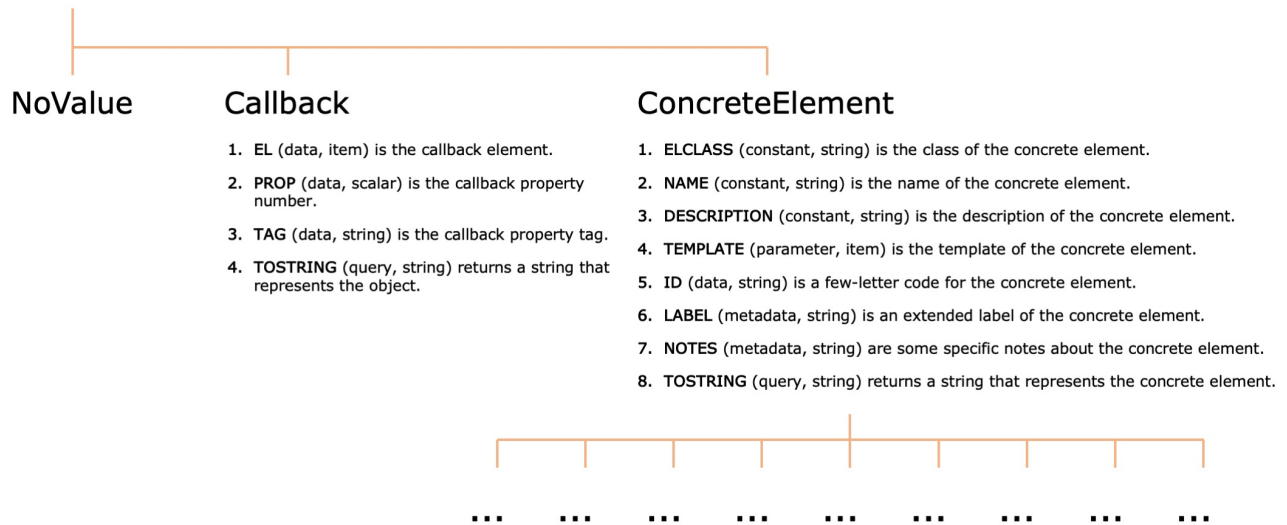 NoValue
Callback
1. EL (data, item) is the callback element.
2. PROP (data, scalar) is the callback property
number.
3. TAG (data, string) is the callback property tag.
4. TOSTRING (query, string) returns a string that
represents the object.
ConcreteElement
1. ELCLASS (constant, string) is the class of the concrete element.
2. NAME (constant, string) is the name of the concrete element.
3. DESCRIPTION (constant, string) is the description of the concrete element.
4. TEMPLATE (parameter, item) is the template of the concrete element.
5. ID (data, string) is a few-letter code for the concrete element.
6. LABEL (metadata, string) is an extended label of the concrete element.
7. NOTES (metadata, string) are some specific notes about the concrete element.
8. TOSTRING (query, string) returns a string that represents the concrete element.
... ... ... ... ... ... ... ... ...